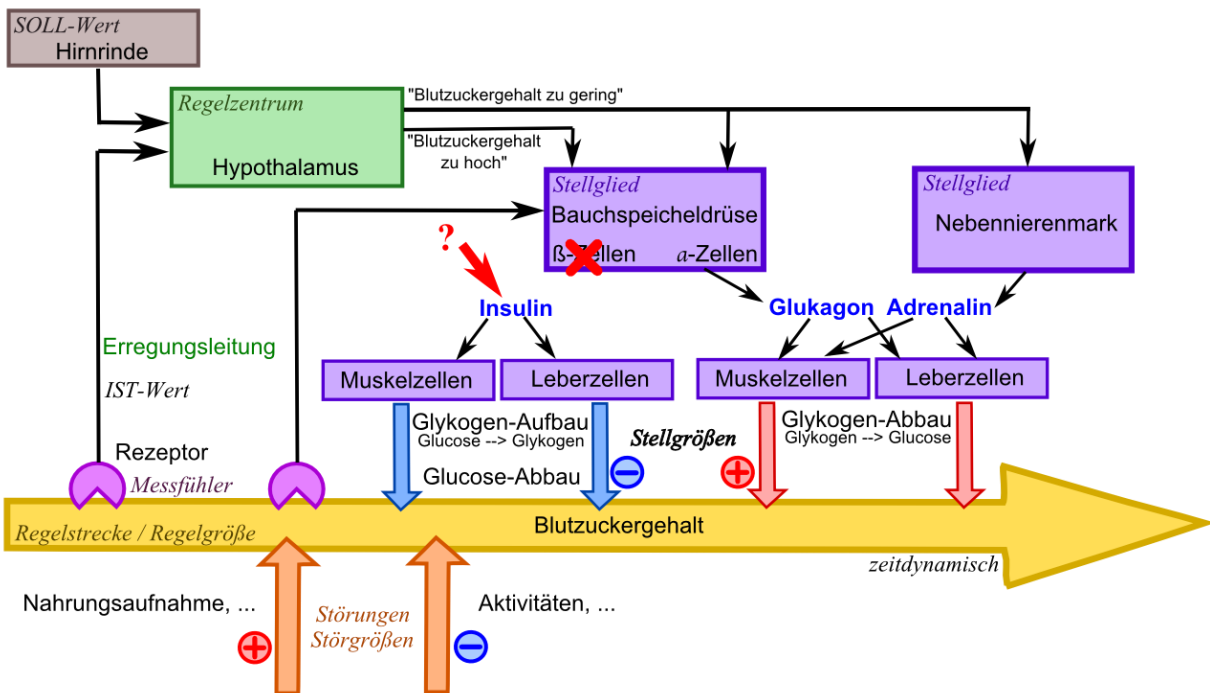 SOLL-Wert
Hirnrinde
Regelzentrum
Hypothalamus
"Blutzuckergehalt zu gering"
"Blutzuckergehalt
zu hoch"
Stellglied
Bauchspeicheldrüse
ß-Zellen
a-Zellen
Stellglied
Nebennierenmark
?
Insulin
Glukagon
Adrenalin
Erregungsleitung
IST-Wert
Muskelzellen
Leberzellen
Muskelzellen
Leberzellen
Glykogen-Aufbau
Glucose --> Glykogen
Glucose-Abbau
Stellgrößen
Glykogen-Abbau
Glykogen --> Glucose
−
+
Rezeptor
Messfühler
Regelstrecke / Regelgröße
Blutzuckergehalt
zeitdynamisch
Nahrungsaufnahme, ...
+
Störungen
Störgrößen
Aktivitäten, ...
−